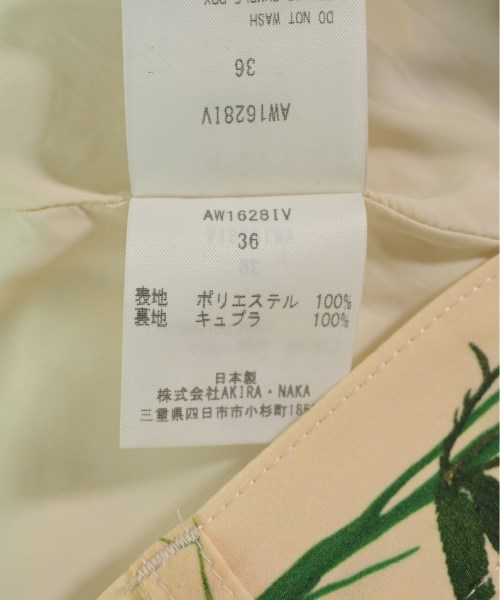 DO NOT WASH
36
AW1628IV
AW1628IV
36
表地 ポリエステル 100%
裏地 キュプラ 100%
日本製
株式会社AKIRA・NAKA
三重県四日市市小杉町